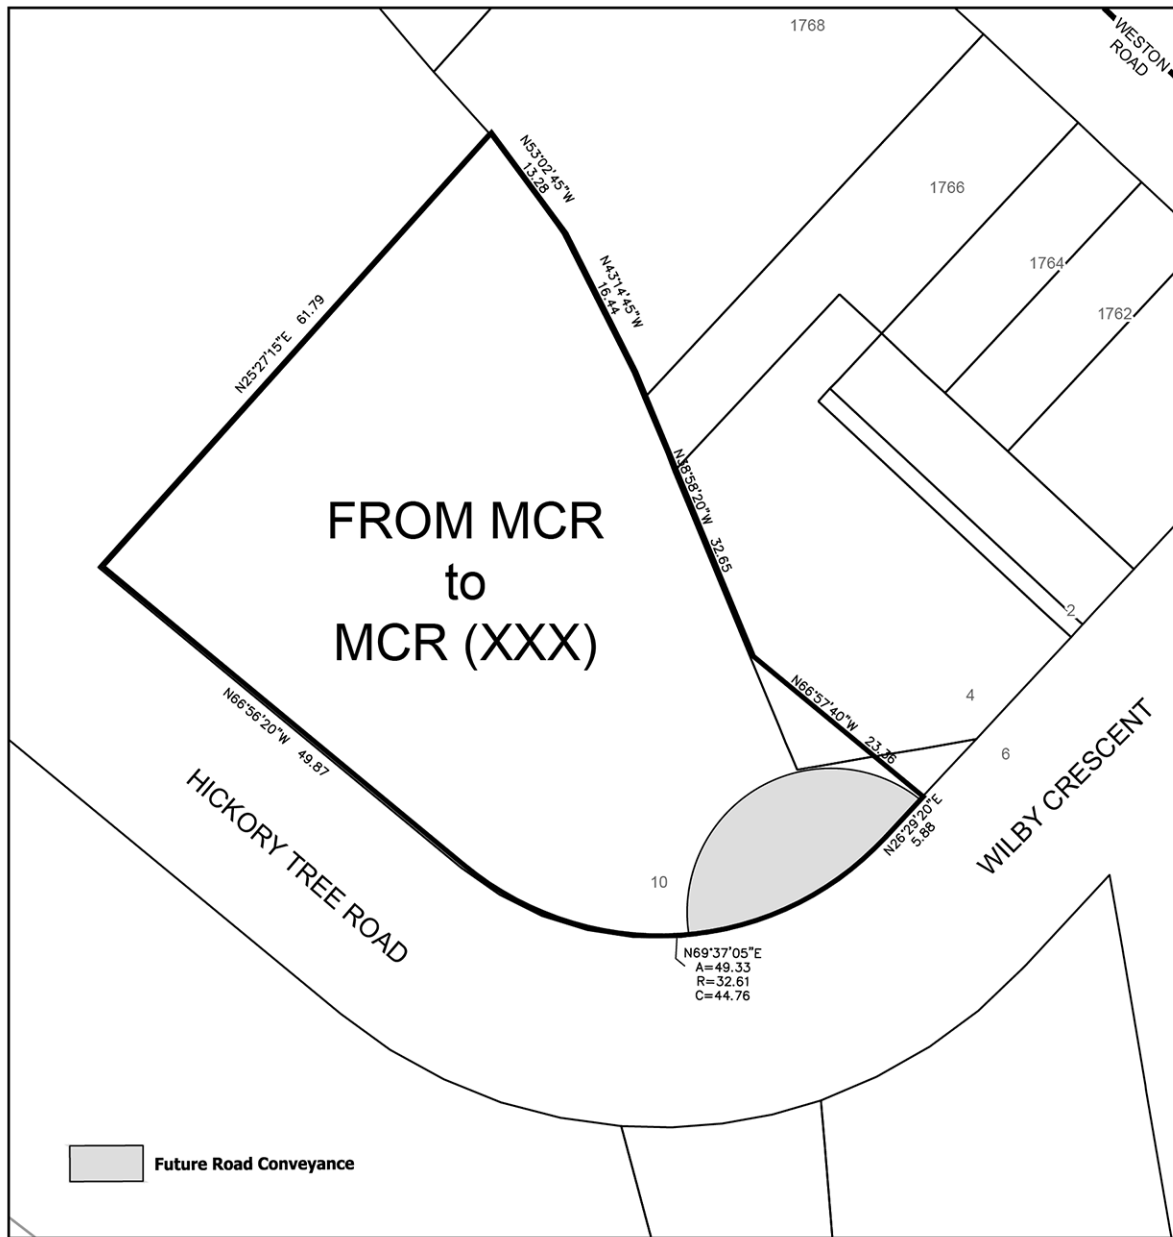 1768
WESTON
ROAD
N53°02'45"W
13.28
1766
N43°14'45"W
16.44
1764
N25°27'15"E 61.79
1762
N38°58'20"W 32.65
FROM MCR
to
MCR (XXX)
2
N66°57'40"W 23.36
4
N66°56'20"W 49.87
6
HICKORY TREE ROAD
WILBY CRESCENT
N26°29'20"E
5.88
10
N69°37'05"E
A=49.33
R=32.61
C=44.76
Future Road Conveyance